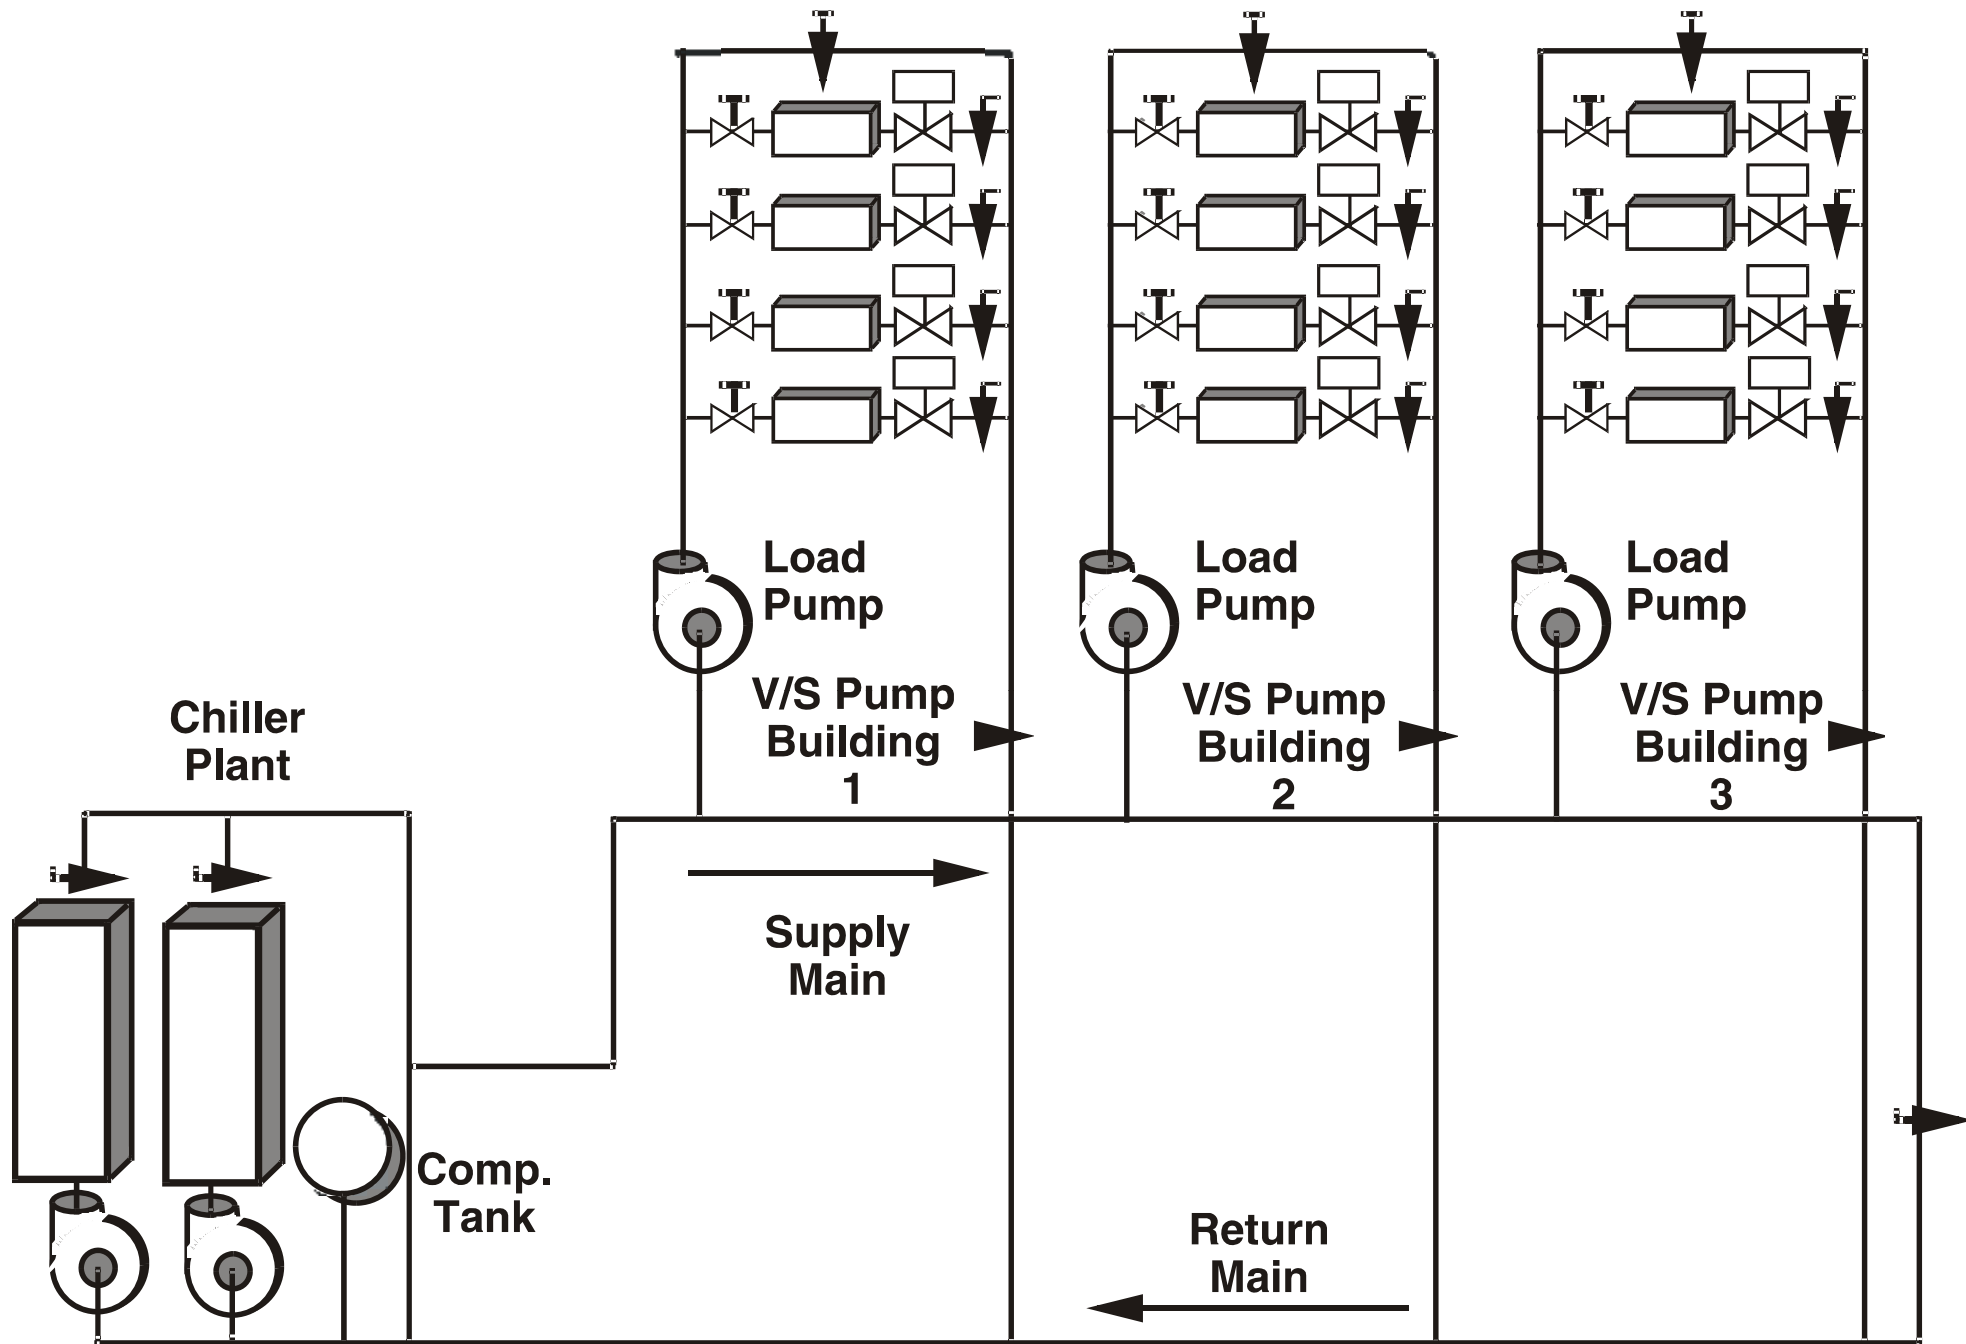 Load
Pump
V/S Pump
Building
1
Load
Pump
V/S Pump
Building
2
Load
Pump
V/S Pump
Building
3
Chiller
Plant
Supply
Main
Comp.
Tank
Return
Main